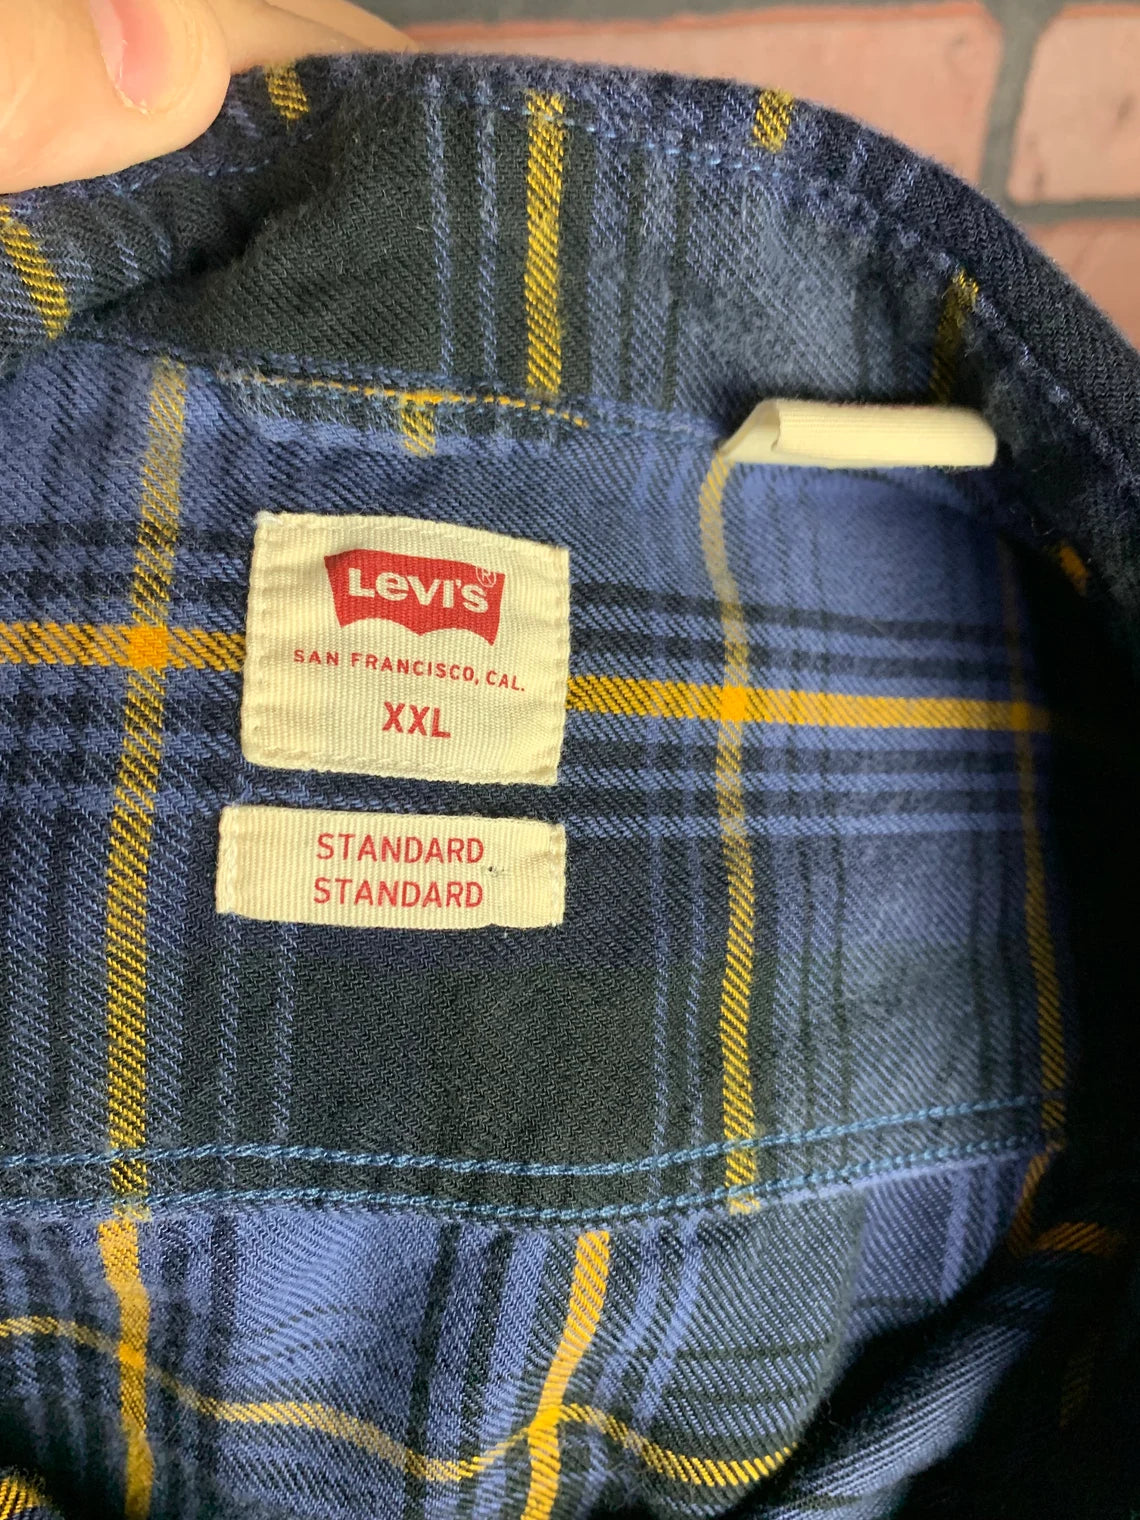 LEVI'S®
SAN FRANCISCO, CAL.
XXL
STANDARD
STANDARD